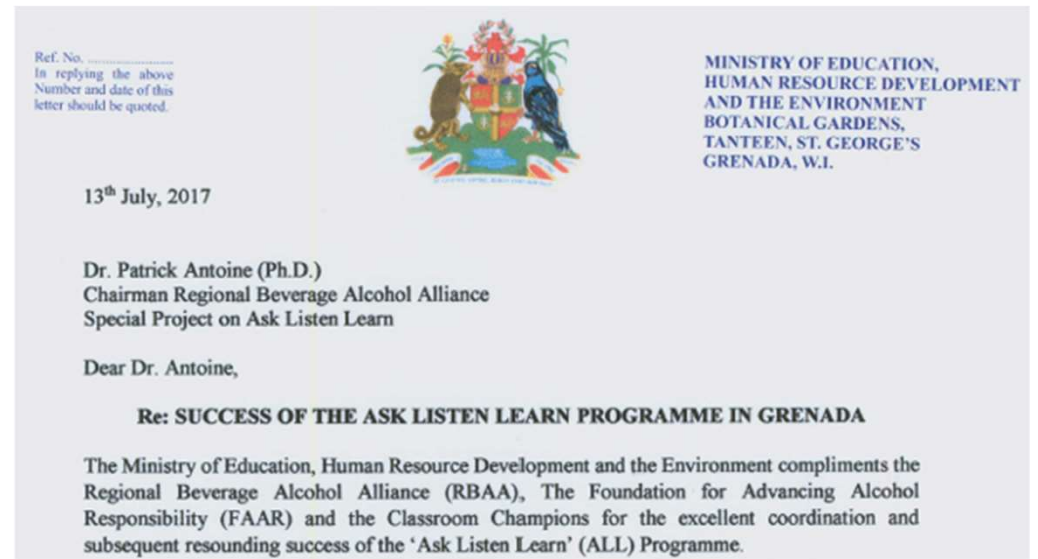 Ref. No. ........................
In replying the above
Number and date of this
letter should be quoted.
MINISTRY OF EDUCATION,
HUMAN RESOURCE DEVELOPMENT
AND THE ENVIRONMENT
BOTANICAL GARDENS,
TANTEEN, ST. GEORGE'S
GRENADA, W.I.
13th July, 2017
Dr. Patrick Antoine (Ph.D.)
Chairman Regional Beverage Alcohol Alliance
Special Project on Ask Listen Learn
Dear Dr. Antoine,
Re: SUCCESS OF THE ASK LISTEN LEARN PROGRAMME IN GRENADA
The Ministry of Education, Human Resource Development and the Environment compliments the
Regional Beverage Alcohol Alliance (RBAA), The Foundation for Advancing Alcohol
Responsibility (FAAR) and the Classroom Champions for the excellent coordination and
subsequent resounding success of the 'Ask Listen Learn' (ALL) Programme.